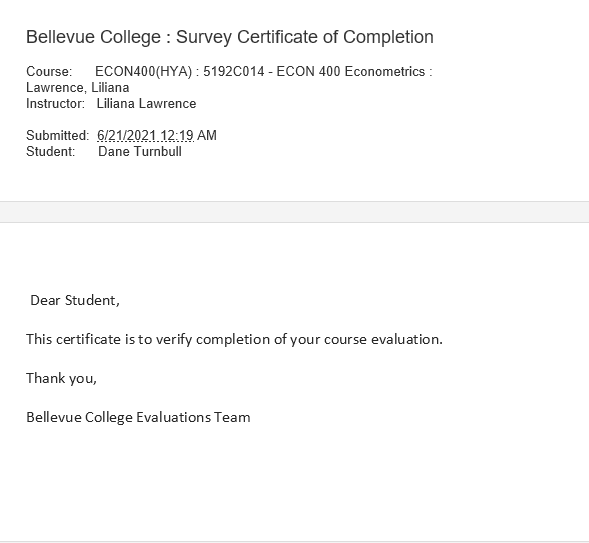 Bellevue College : Survey Certificate of Completion
Course: ECON400(HYA) : 5192C014 - ECON 400 Econometrics :
Lawrence, Liliana
Instructor: Liliana Lawrence
Submitted: 6/21/2021 12:19 AM
Student: Dane Turnbull
Dear Student,
This certificate is to verify completion of your course evaluation.
Thank you,
Bellevue College Evaluations Team